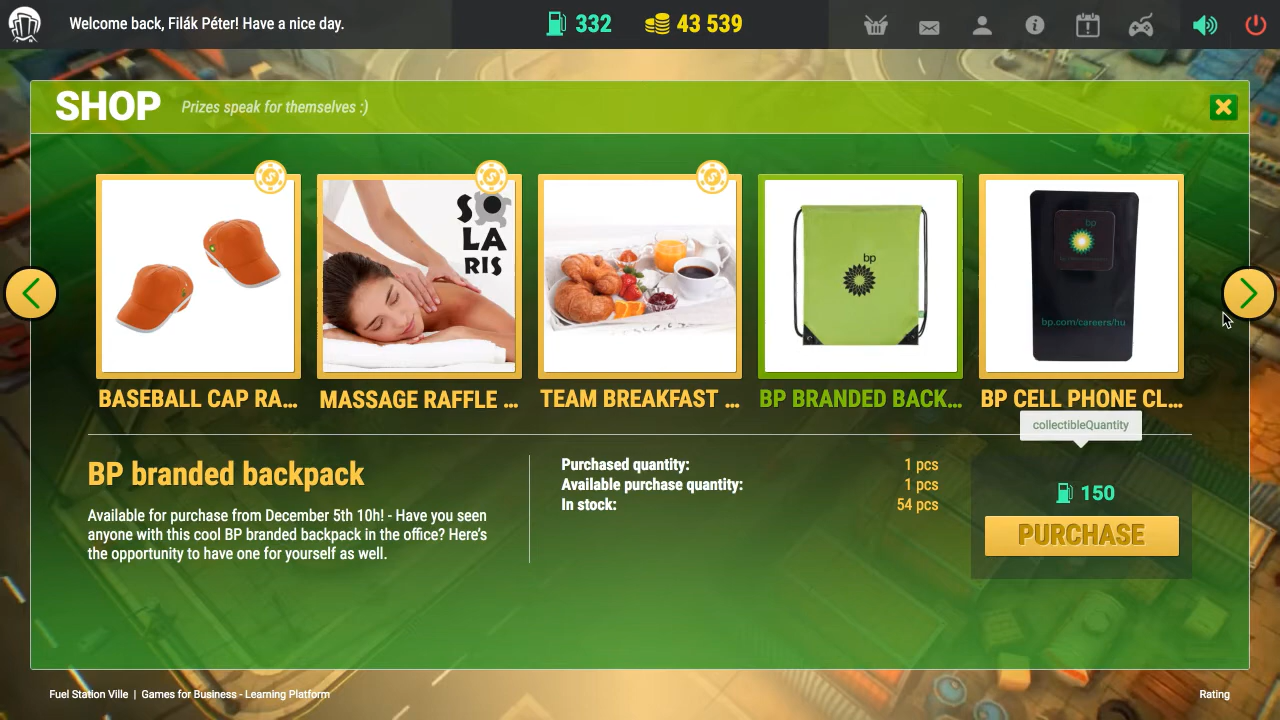 Welcome back, Filák Péter! Have a nice day.
332
43 539
SHOP
Prizes speak for themselves :)
SO
LA
RIS
bp
bp
bp.com/careers/hu
BASEBALL CAP RA...
MASSAGE RAFFLE ...
TEAM BREAKFAST ...
BP BRANDED BACK...
BP CELL PHONE CL...
collectibleQuantity
BP branded backpack
Available for purchase from December 5th 10h! - Have you seen
anyone with this cool BP branded backpack in the office? Here's
the opportunity to have one for yourself as well.
Purchased quantity: 1 pcs
Available purchase quantity: 1 pcs
In stock: 54 pcs
150
PURCHASE
Fuel Station Ville | Games for Business - Learning Platform
Rating